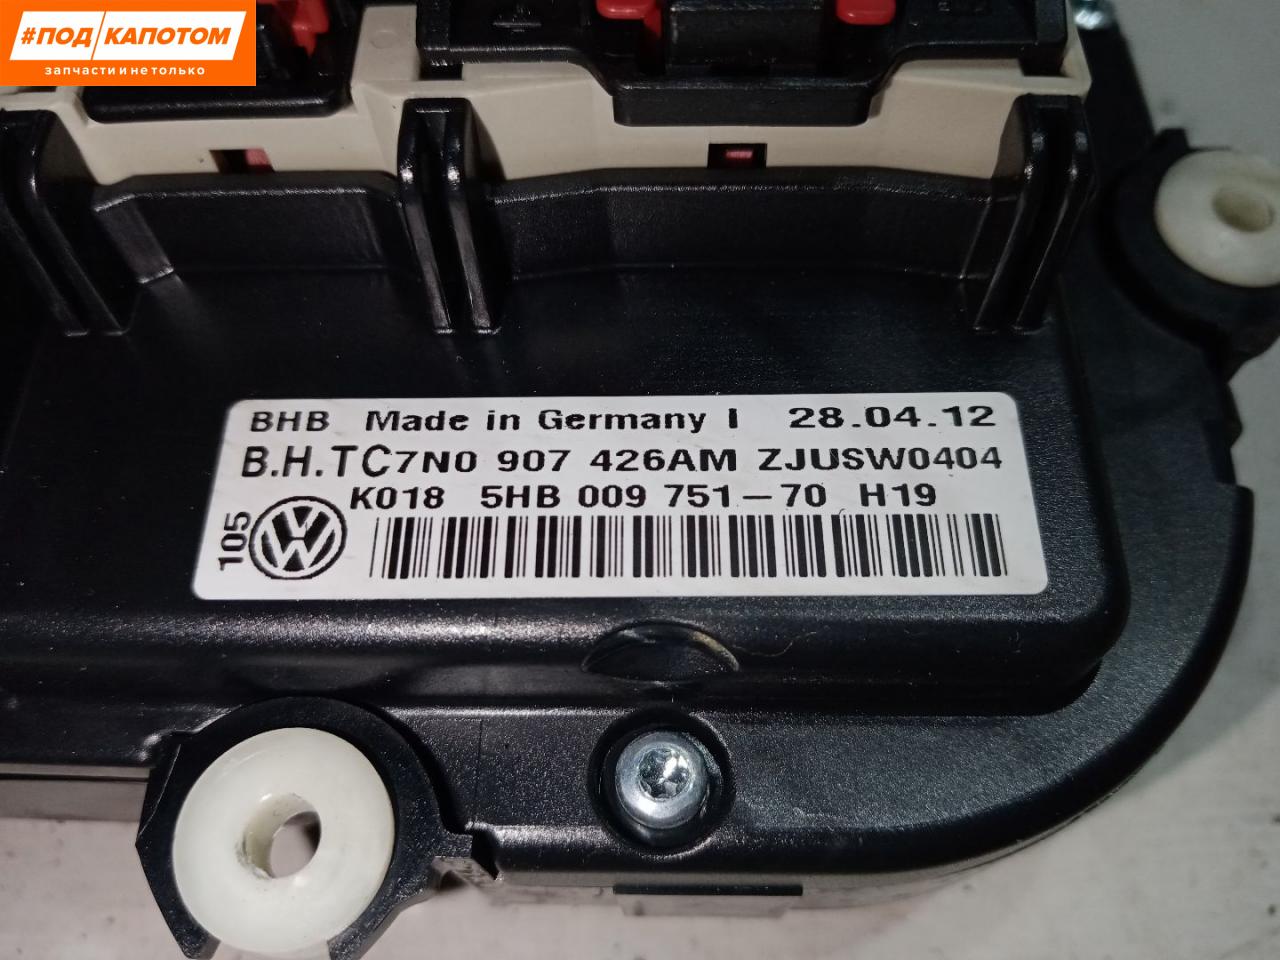 #ПОД КАПОТОМ
ЗАПЧАСТИ И НЕ ТОЛЬКО
BHB Made in Germany I 28.04.12
B.H.TC7N0 907 426AM ZJUSW0404
K018 5HB 009 751-70 H19
105